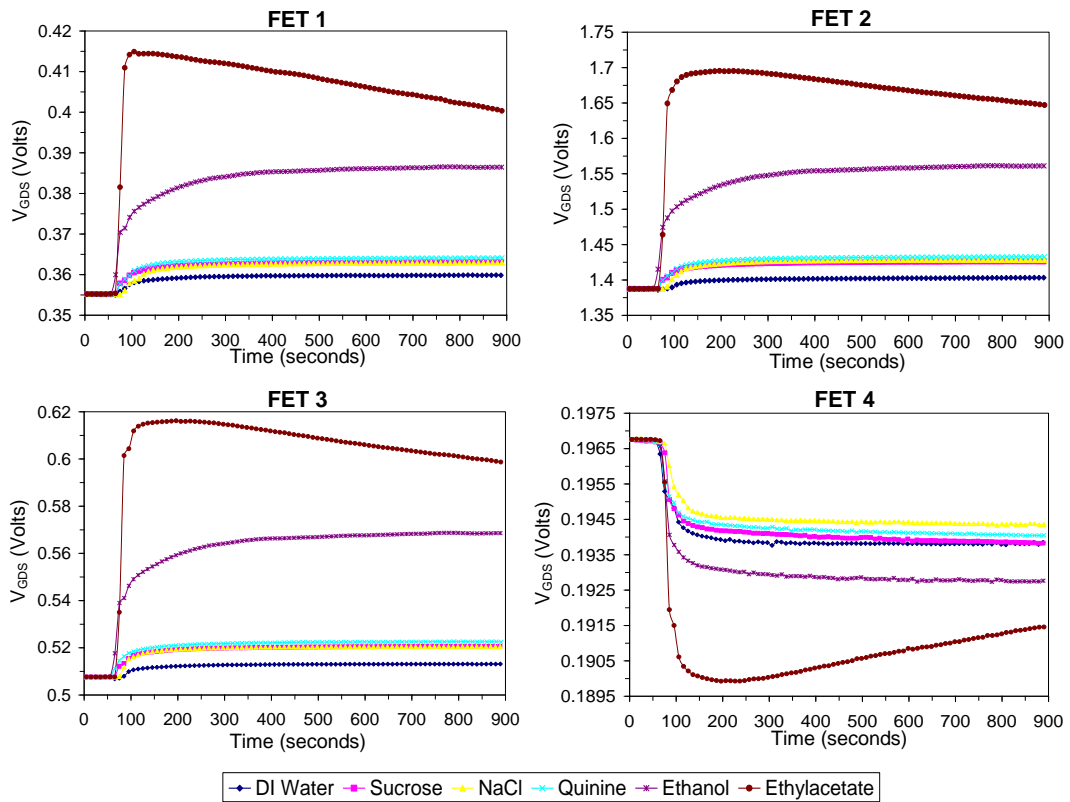 FET 1
0.42
0.41
0.4
0.39
0.38
0.37
0.36
0.35
VGDS (Volts)
0 100 200 300 400 500 600 700 800 900
Time (seconds)
FET 2
1.75
1.7
1.65
1.6
1.55
1.5
1.45
1.4
1.35
VGDS (Volts)
0 100 200 300 400 500 600 700 800 900
Time (seconds)
FET 3
0.62
0.6
0.58
0.56
0.54
0.52
0.5
VGDS (Volts)
0 100 200 300 400 500 600 700 800 900
Time (seconds)
FET 4
0.1975
0.1965
0.1955
0.1945
0.1935
0.1925
0.1915
0.1905
0.1895
VGDS (Volts)
0 100 200 300 400 500 600 700 800 900
Time (seconds)
DI Water Sucrose NaCl Quinine Ethanol Ethylacetate